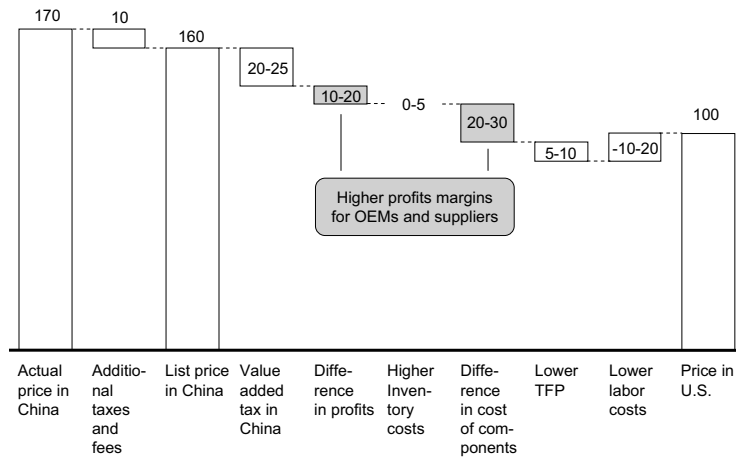 170
10
160
20-25
10-20
0-5
20-30
5-10
-10-20
100
Higher profits margins
for OEMs and suppliers
Actual
price in
China
Additio-
nal
taxes
and
fees
List price
in China
Value
added
tax in
China
Diffe-
rence
in profits
Higher
Inven-
tory
costs
Diffe-
rence
in cost
of com-
ponents
Lower
TFP
Lower
labor
costs
Price in
U.S.